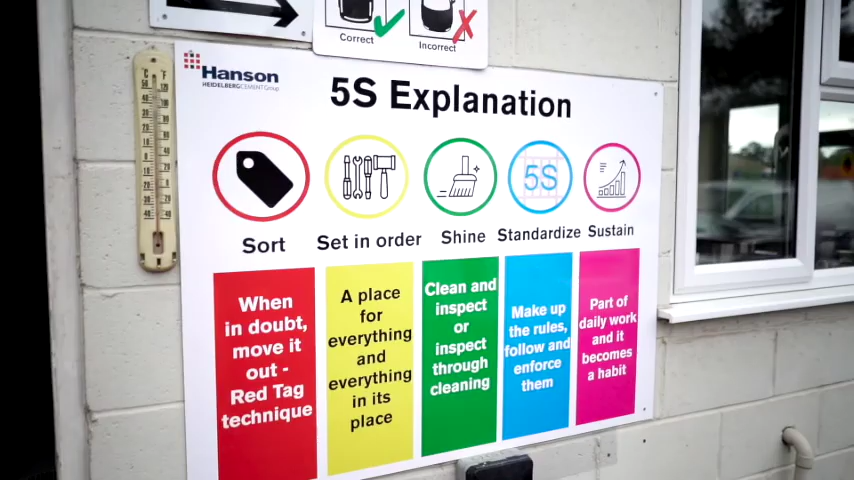 Correct
Incorrect
Hanson
HEIDELBERGCEMENT Group
5S Explanation
5S
Sort
Set in order
Shine
Standardize
Sustain
When
in doubt,
move it
out -
Red Tag
technique
A place
for
everything
and
everything
in its
place
Clean and
inspect
or
inspect
through
cleaning
Make up
the rules,
follow and
enforce
them
Part of
daily work
and it
becomes
a habit
°C
°F